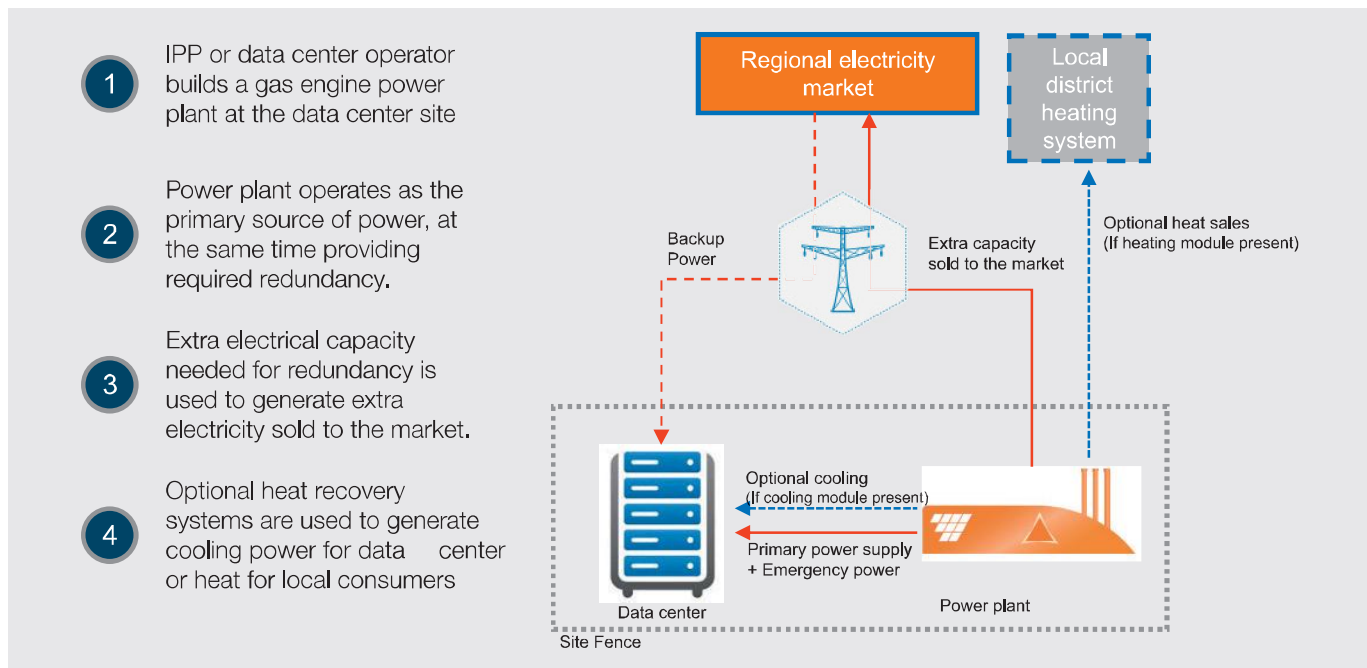 1
IPP or data center operator
builds a gas engine power
plant at the data center site
2
Power plant operates as the
primary source of power, at
the same time providing
required redundancy.
3
Extra electrical capacity
needed for redundancy is
used to generate extra
electricity sold to the market.
4
Optional heat recovery
systems are used to generate
cooling power for data center
or heat for local consumers
Regional electricity
market
Local
district
heating
system
Backup
Power
Extra capacity
sold to the market
Optional heat sales
(If heating module present)
Optional cooling
(If cooling module present)
Primary power supply
+ Emergency power
Data center
Power plant
Site Fence